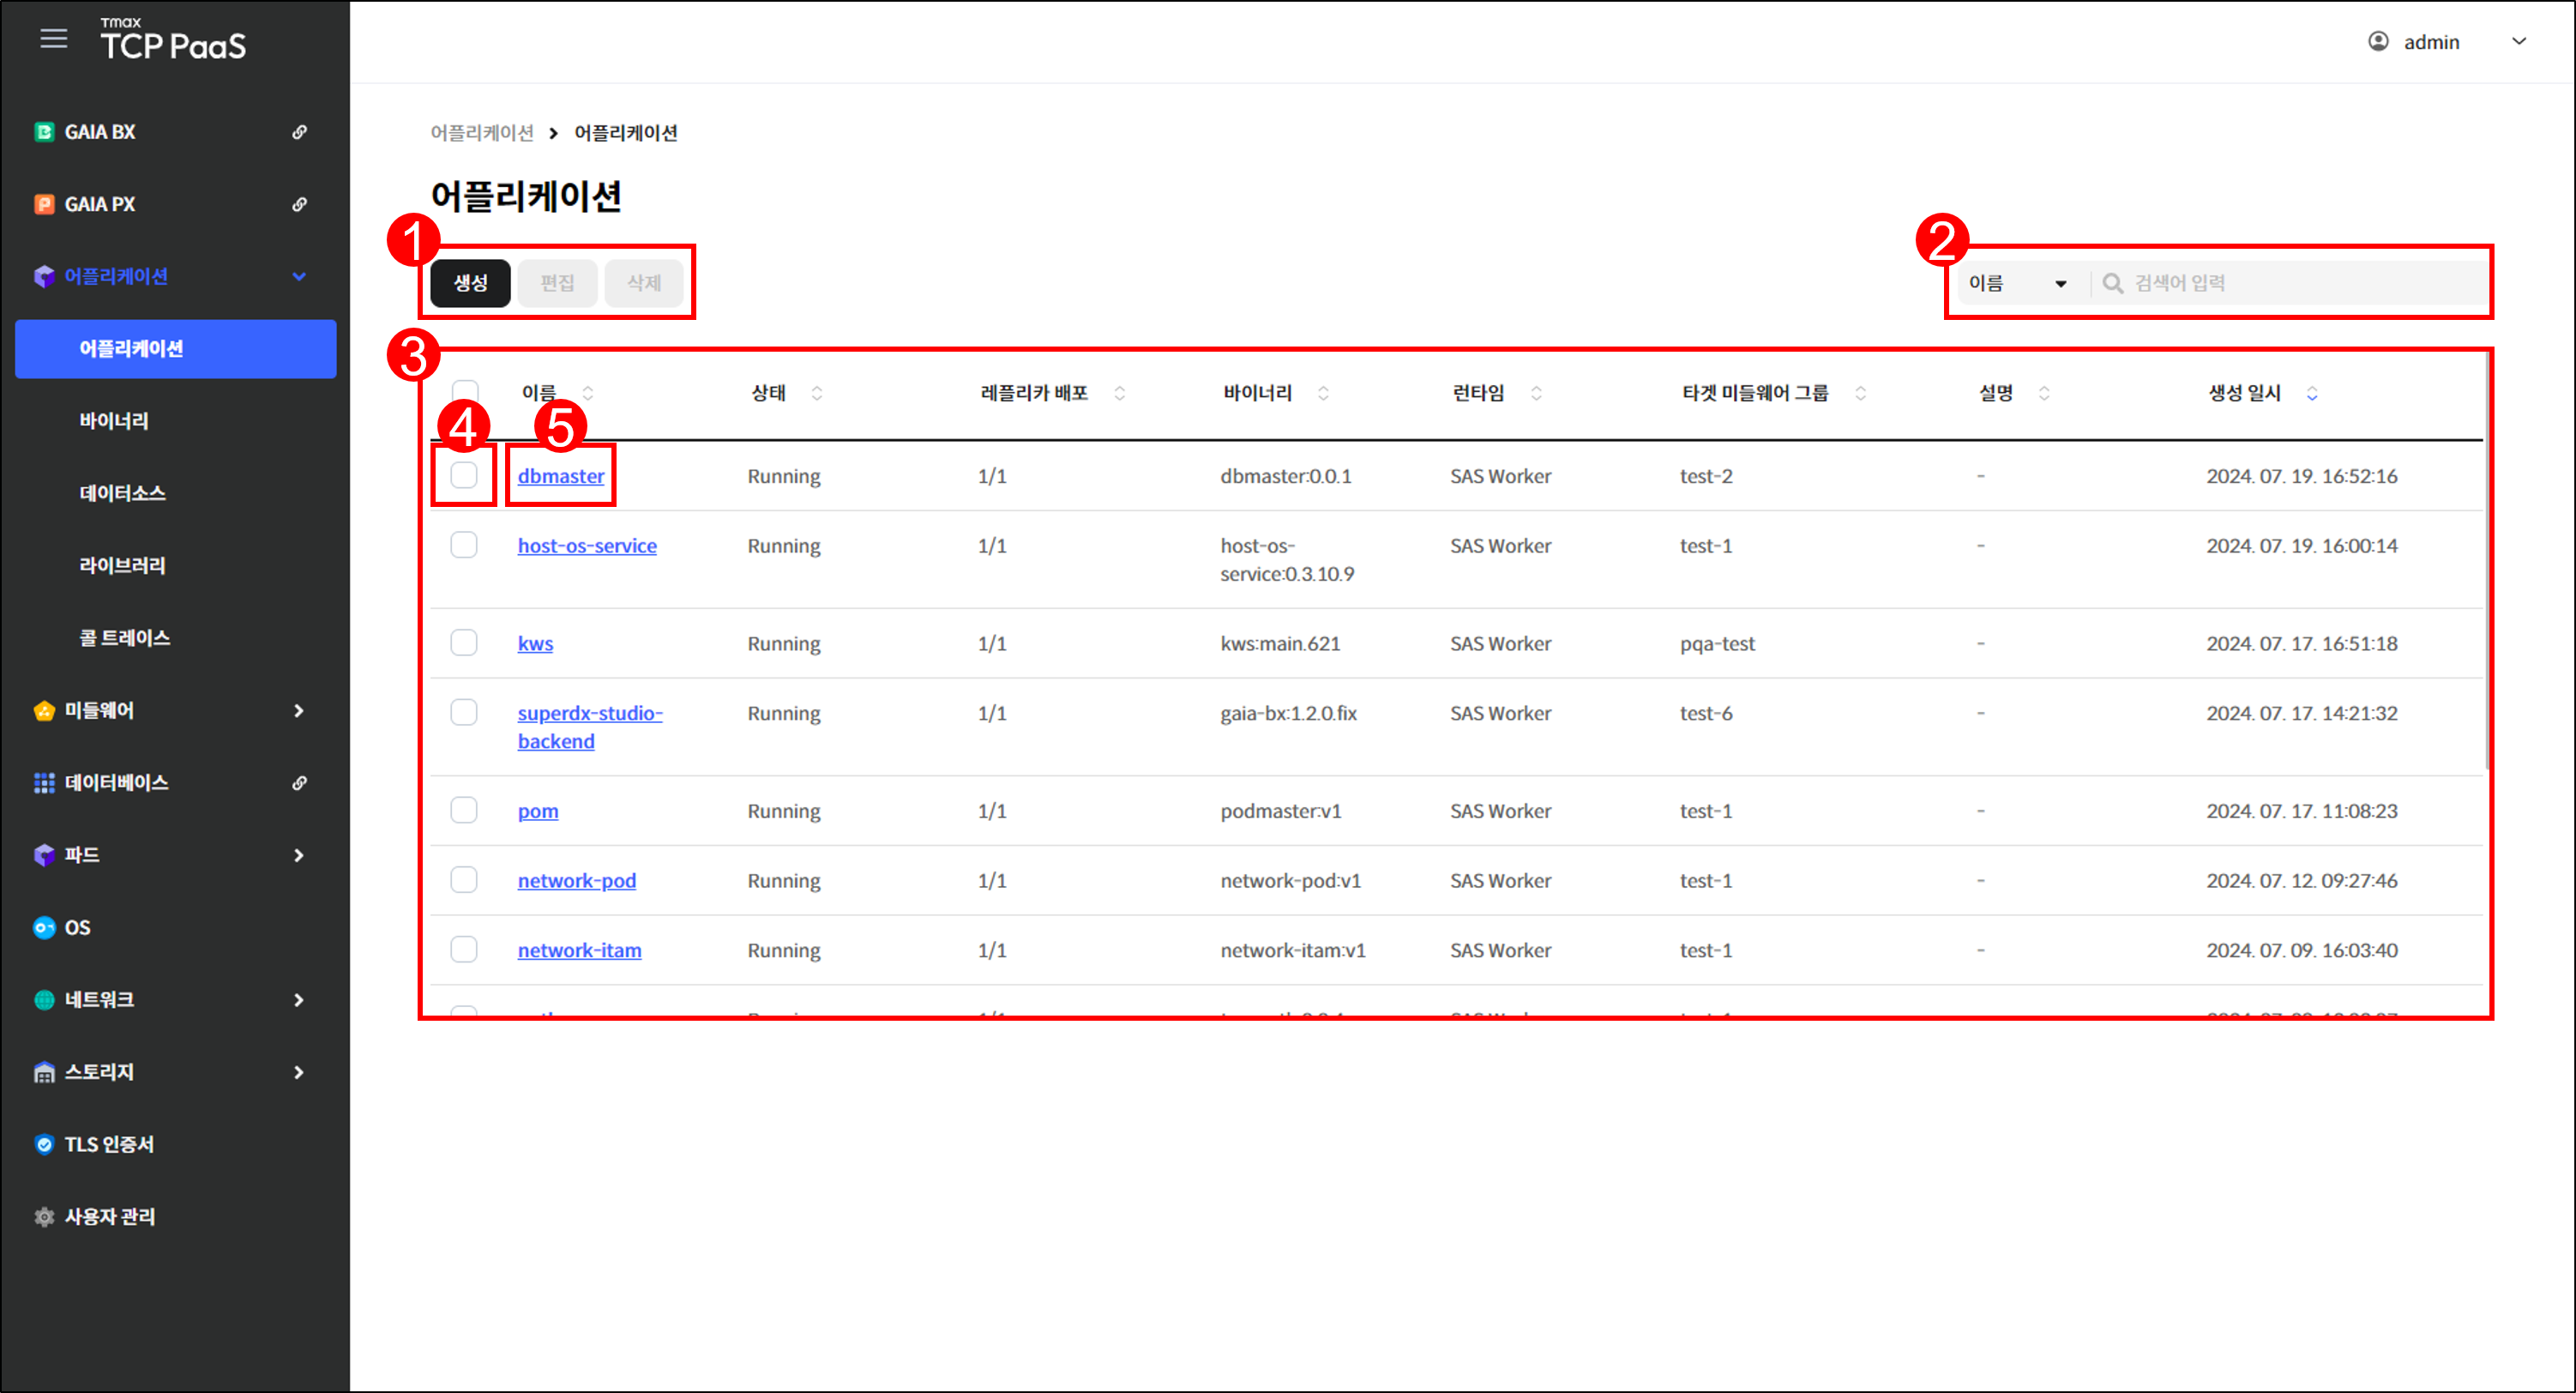 Tmax
TCP PaaS
admin
GAIA BX
GAIA PX
어플리케이션
어플리케이션
바이너리
데이터소스
라이브러리
콜 트레이스
미들웨어
데이터베이스
파드
OS
네트워크
스토리지
TLS 인증서
사용자 관리
어플리케이션 > 어플리케이션
어플리케이션
1
생성 편집 삭제
2
이름 검색어 입력
3
이름 상태 레플리카 배포 바이너리 런타임 타겟 미들웨어 그룹 설명 생성 일시
4 5
dbmaster Running 1/1 dbmaster:0.0.1 SAS Worker test-2 - 2024. 07. 19. 16:52:16
host-os-service Running 1/1 host-os- SAS Worker test-1 - 2024. 07. 19. 16:00:14
service:0.3.10.9
kws Running 1/1 kws:main.621 SAS Worker pqa-test - 2024. 07. 17. 16:51:18
superdx-studio- Running 1/1 gaia-bx:1.2.0.fix SAS Worker test-6 - 2024. 07. 17. 14:21:32
backend
pom Running 1/1 podmaster:v1 SAS Worker test-1 - 2024. 07. 17. 11:08:23
network-pod Running 1/1 network-pod:v1 SAS Worker test-1 - 2024. 07. 12. 09:27:46
network-itam Running 1/1 network-itam:v1 SAS Worker test-1 - 2024. 07. 09. 16:03:40